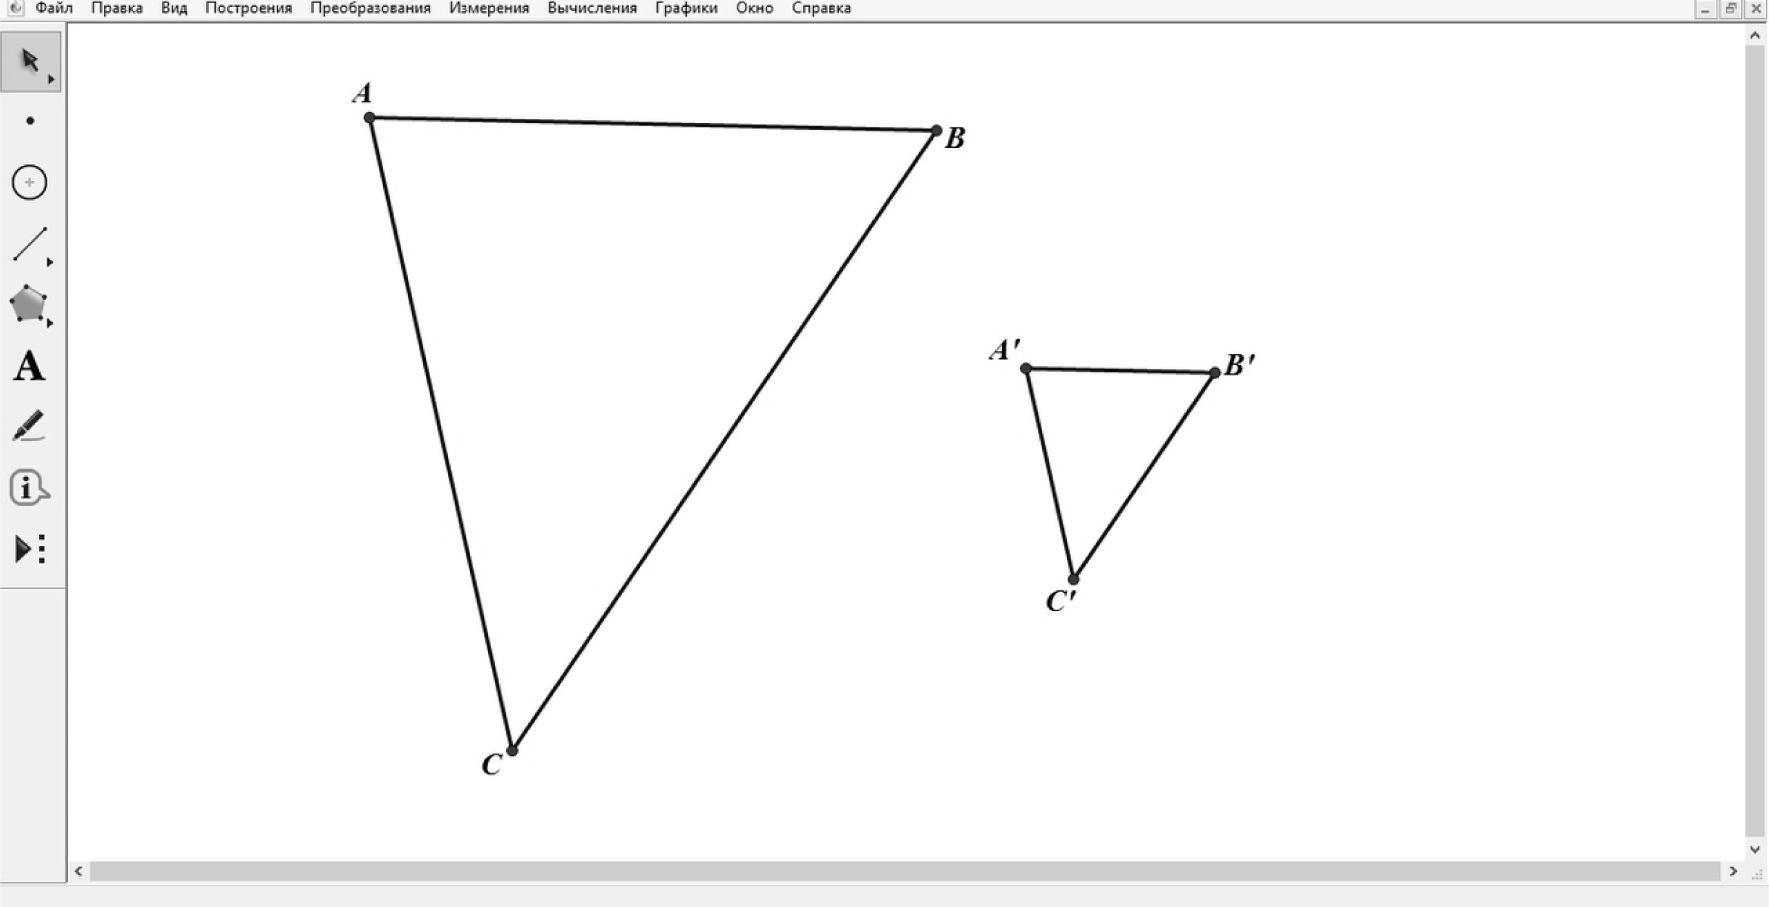 Файл Правка Вид Построения Преобразования Измерения Вычисления Графики Окно Справка
A
B
A
A'
B'
C'
C